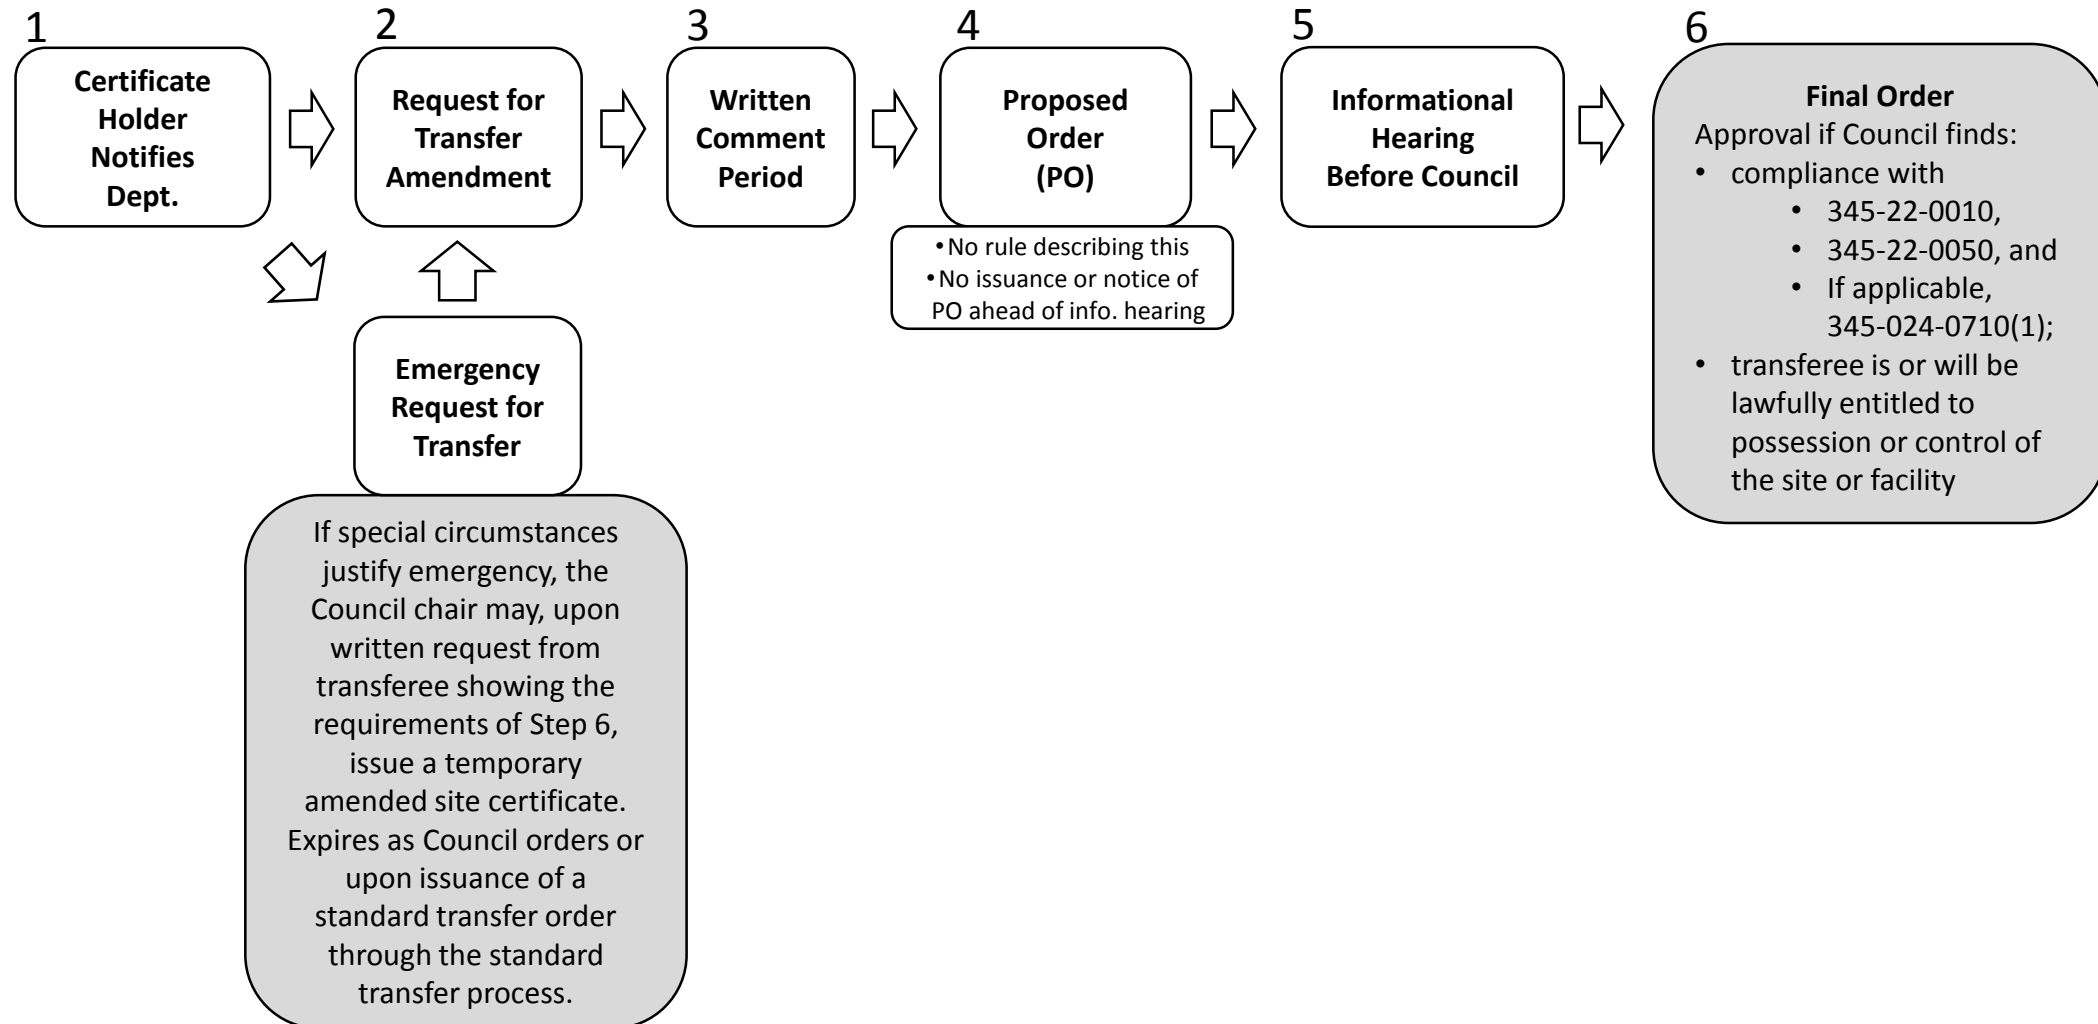 1
Certificate
Holder
Notifies
Dept.
2
Request for
Transfer
Amendment
3
Written
Comment
Period
4
Proposed
Order
(PO)
• No rule describing this
• No issuance or notice of
PO ahead of info. hearing
5
Informational
Hearing
Before Council
6
Final Order
Approval if Council finds:
• compliance with
• 345-22-0010,
• 345-22-0050, and
• If applicable,
345-024-0710(1);
• transferee is or will be
lawfully entitled to
possession or control of
the site or facility
Emergency
Request for
Transfer
If special circumstances
justify emergency, the
Council chair may, upon
written request from
transferee showing the
requirements of Step 6,
issue a temporary
amended site certificate.
Expires as Council orders or
upon issuance of a
standard transfer order
through the standard
transfer process.